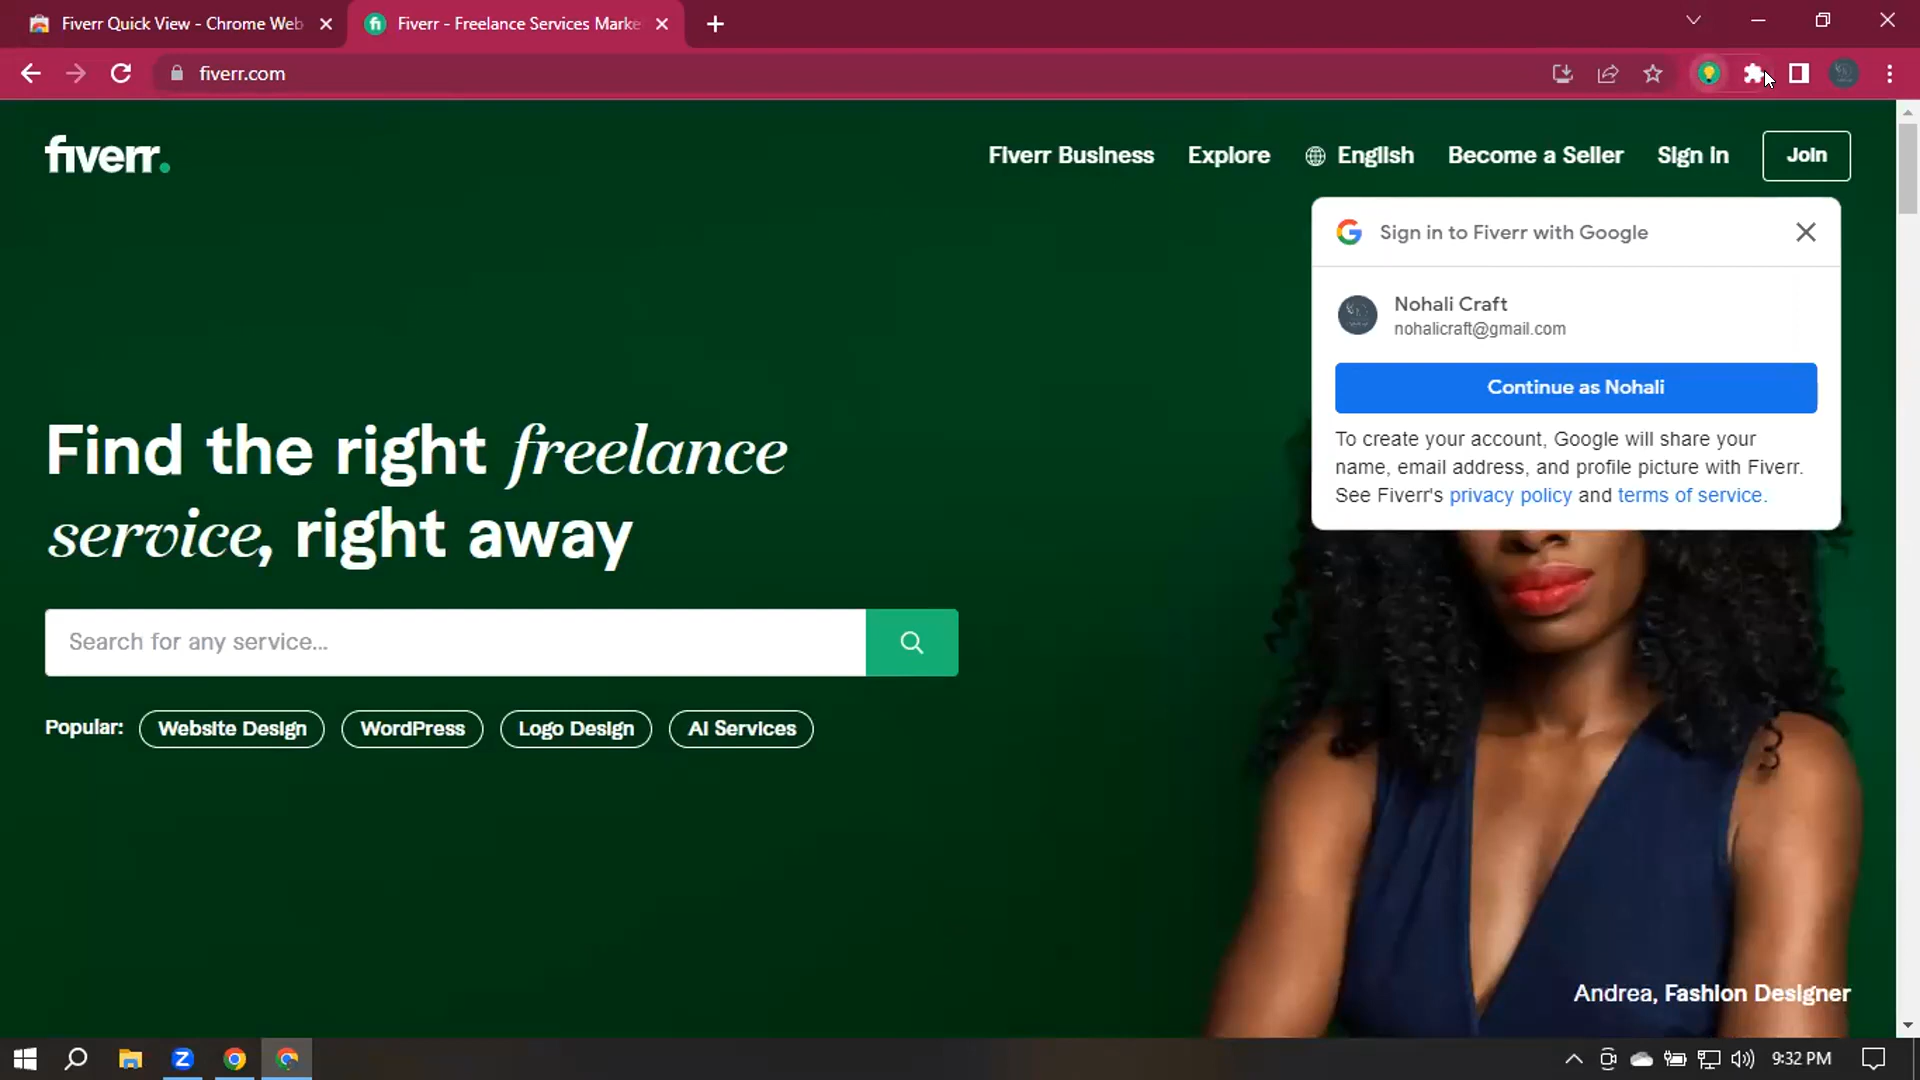 Fiverr Quick View - Chrome Web
Fiverr - Freelance Services Marke
fiverr.com
fiverr.
Fiverr Business
Explore
English
Become a Seller
Sign in
Join
Sign in to Fiverr with Google
Nohali Craft
nohalicraft@gmail.com
Continue as Nohali
To create your account, Google will share your
name, email address, and profile picture with Fiverr.
See Fiverr's privacy policy and terms of service.
Find the right freelance
service, right away
Search for any service...
Popular:
Website Design
WordPress
Logo Design
AI Services
Andrea, Fashion Designer
9:32 PM